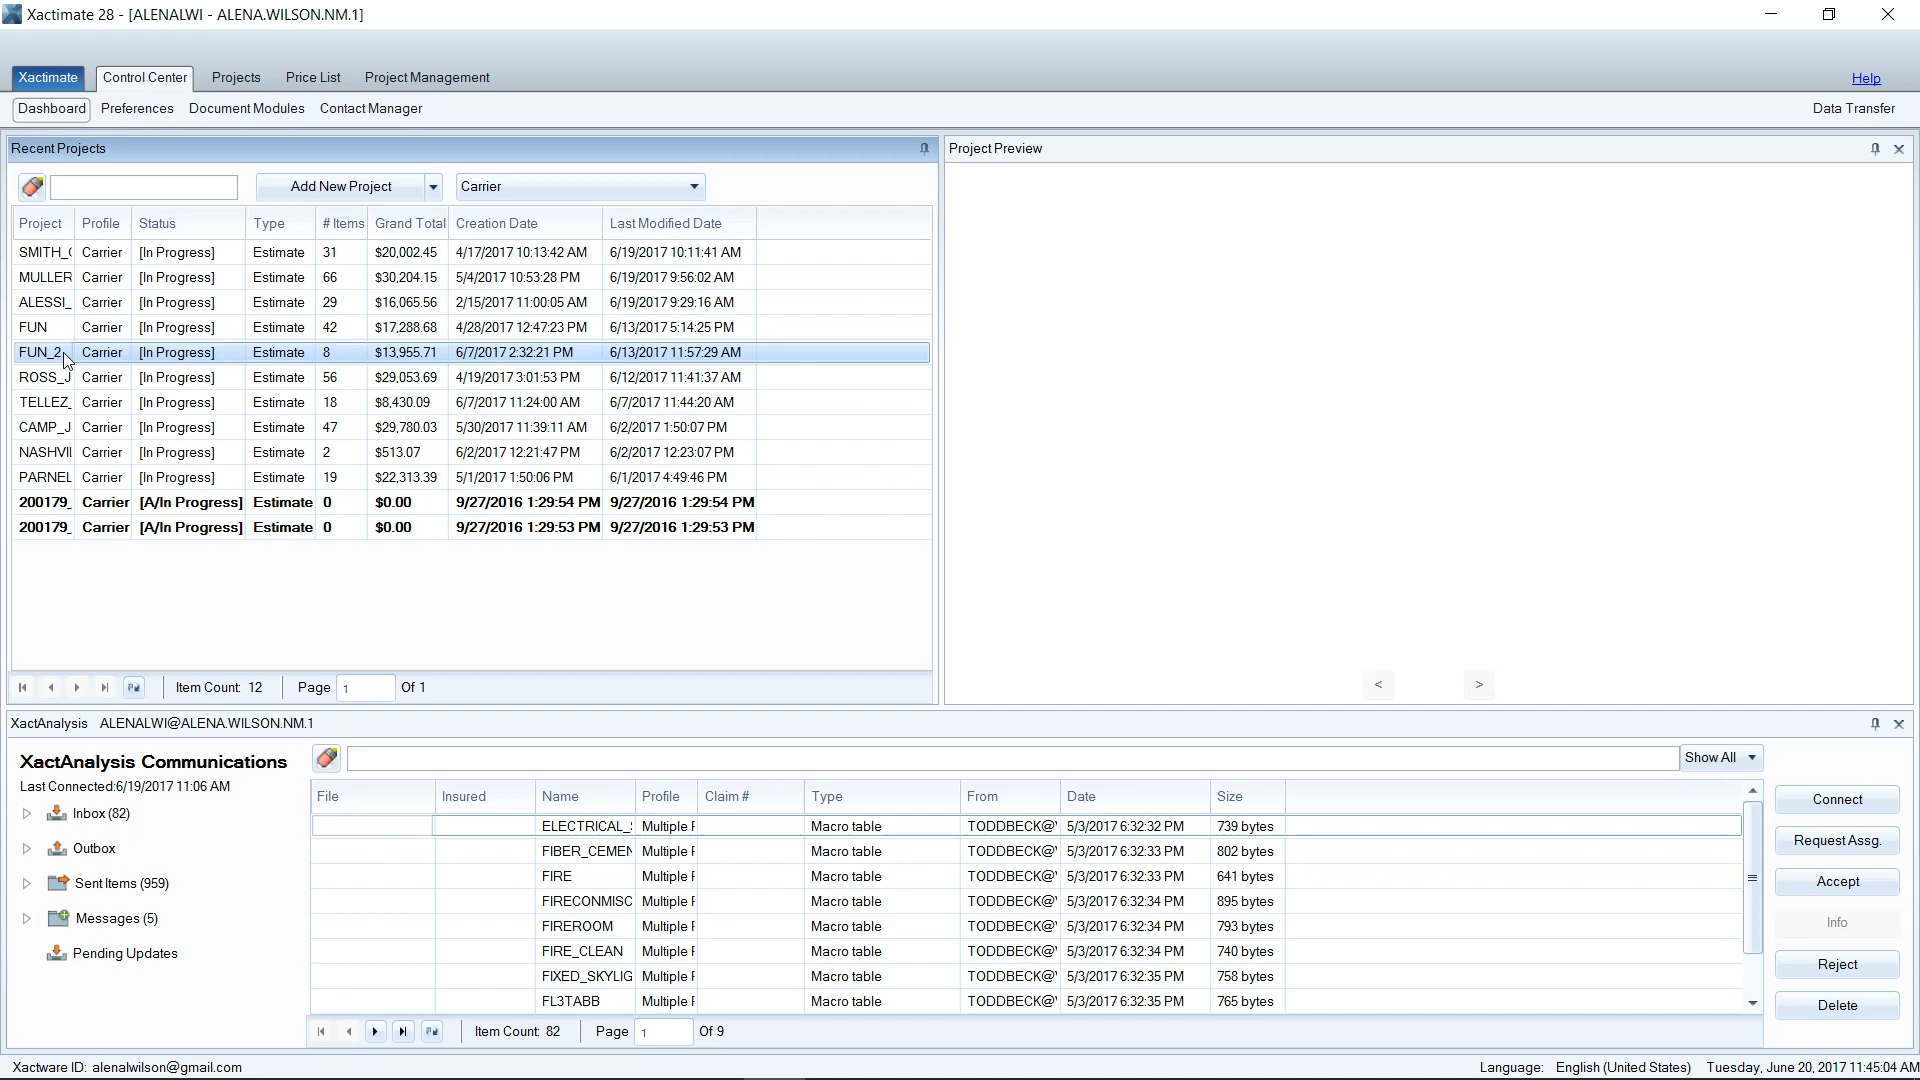 Xactimate 28 - [ALENALWI - ALENA.WILSON.NM.1]
Xactimate Control Center Projects Price List Project Management Help
Dashboard Preferences Document Modules Contact Manager Data Transfer
Recent Projects
Add New Project Carrier
Project Profile Status Type # Items Grand Total Creation Date Last Modified Date
SMITH_( Carrier [In Progress] Estimate 31 $20,002.45 4/17/2017 10:13:42 AM 6/19/2017 10:11:41 AM
MULLER Carrier [In Progress] Estimate 66 $30,204.15 5/4/2017 10:53:28 PM 6/19/2017 9:56:02 AM
ALESSI_ Carrier [In Progress] Estimate 29 $16,065.56 2/15/2017 11:00:05 AM 6/19/2017 9:29:16 AM
FUN Carrier [In Progress] Estimate 42 $17,288.68 4/28/2017 12:47:23 PM 6/13/2017 5:14:25 PM
FUN_2 Carrier [In Progress] Estimate 8 $13,955.71 6/7/2017 2:32:21 PM 6/13/2017 11:57:29 AM
ROSS_J Carrier [In Progress] Estimate 56 $29,053.69 4/19/2017 3:01:53 PM 6/12/2017 11:41:37 AM
TELLEZ_ Carrier [In Progress] Estimate 18 $8,430.09 6/7/2017 11:24:00 AM 6/7/2017 11:44:20 AM
CAMP_J Carrier [In Progress] Estimate 47 $29,780.03 5/30/2017 11:39:11 AM 6/2/2017 1:50:07 PM
NASHVIL Carrier [In Progress] Estimate 2 $513.07 6/2/2017 12:21:47 PM 6/2/2017 12:23:07 PM
PARNEL Carrier [In Progress] Estimate 19 $22,313.39 5/1/2017 1:50:06 PM 6/1/2017 4:49:46 PM
200179_ Carrier [A/In Progress] Estimate 0 $0.00 9/27/2016 1:29:54 PM 9/27/2016 1:29:54 PM
200179_ Carrier [A/In Progress] Estimate 0 $0.00 9/27/2016 1:29:53 PM 9/27/2016 1:29:53 PM
Item Count: 12 Page 1 Of 1
Project Preview
< >
XactAnalysis ALENALWI@ALENA.WILSON.NM.1
XactAnalysis Communications
Last Connected:6/19/2017 11:06 AM
Inbox (82)
Outbox
Sent Items (959)
Messages (5)
Pending Updates
Show All
File Insured Name Profile Claim # Type From Date Size
ELECTRICAL_ Multiple Macro table TODDBECK@ 5/3/2017 6:32:32 PM 739 bytes
FIBER_CEMEN Multiple Macro table TODDBECK@ 5/3/2017 6:32:33 PM 802 bytes
FIRE Multiple Macro table TODDBECK@ 5/3/2017 6:32:33 PM 641 bytes
FIRECONMISC Multiple Macro table TODDBECK@ 5/3/2017 6:32:34 PM 895 bytes
FIREROOM Multiple Macro table TODDBECK@ 5/3/2017 6:32:34 PM 793 bytes
FIRE_CLEAN Multiple Macro table TODDBECK@ 5/3/2017 6:32:34 PM 740 bytes
FIXED_SKYLIG Multiple Macro table TODDBECK@ 5/3/2017 6:32:35 PM 758 bytes
FL3TABB Multiple Macro table TODDBECK@ 5/3/2017 6:32:35 PM 765 bytes
Item Count: 82 Page 1 Of 9
Connect
Request Assg.
Accept
Info
Reject
Delete
Xactware ID: alenalwilson@gmail.com Language: English (United States) Tuesday, June 20, 2017 11:45:04 AM